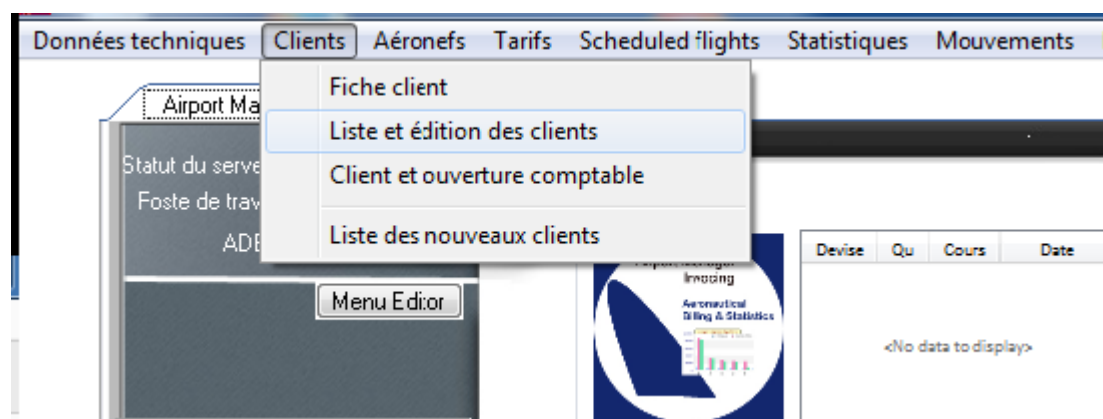 Données techniques Clients Aéronefs Tarifs Scheduled flights Statistiques Mouvements
Fiche client
Liste et édition des clients
Client et ouverture comptable
Liste des nouveaux clients
Airport Ma
Statut du serve
Foste de trav
ADE
Menu Editor
Invocing
Aeronautical
Billing & Statistics
Devise Qu Cours Date
<No data to display>